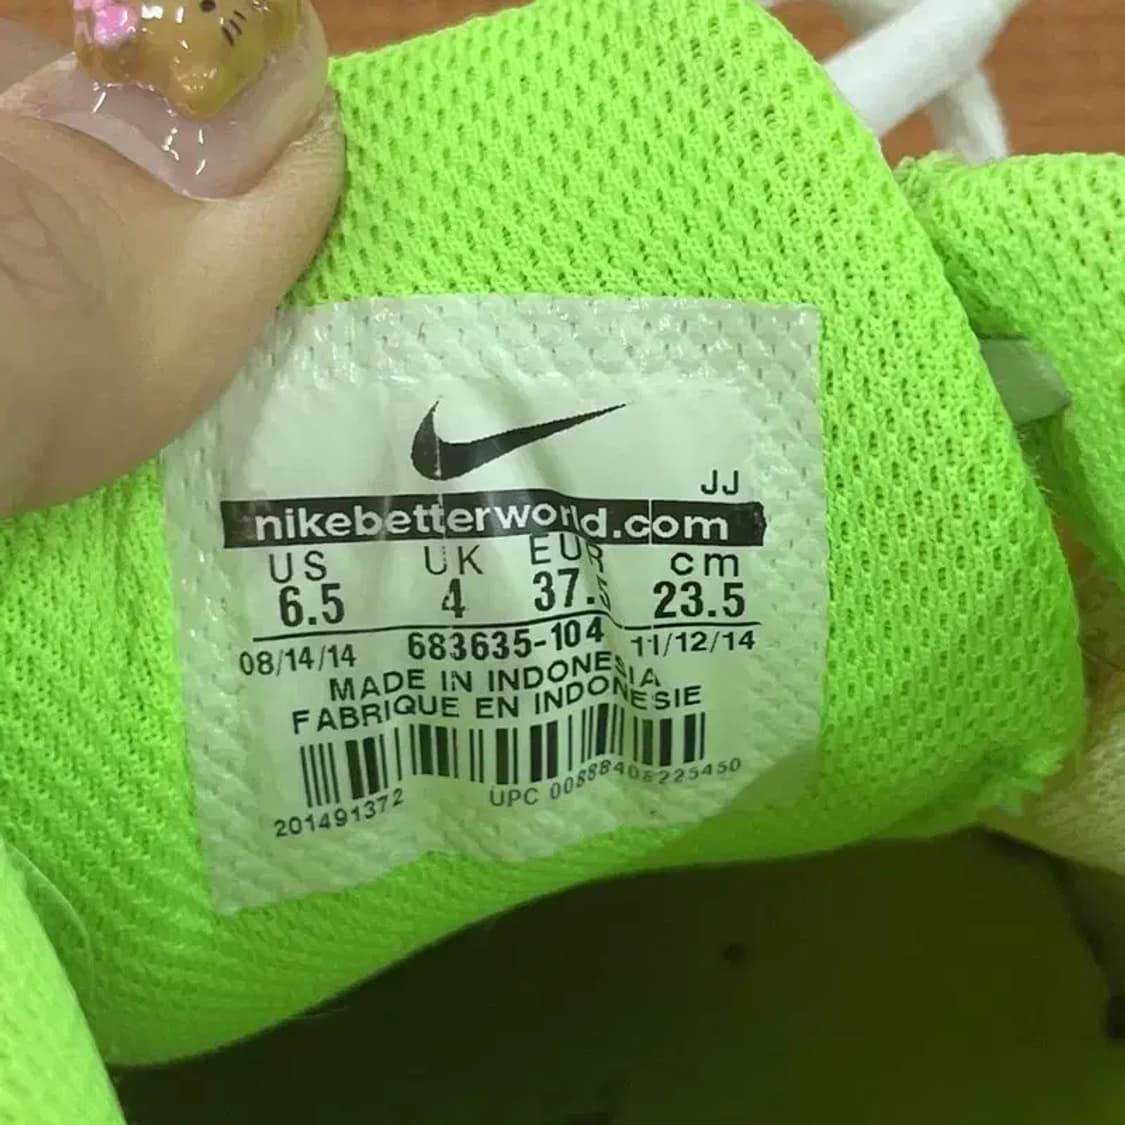 JJ
nikebetterworld.com
US UK EUR cm
6.5 4 37.5 23.5
08/14/14 683635-104 11/12/14
MADE IN INDONESIA
FABRIQUE EN INDONESIE
201491372 UPC 00888408225450